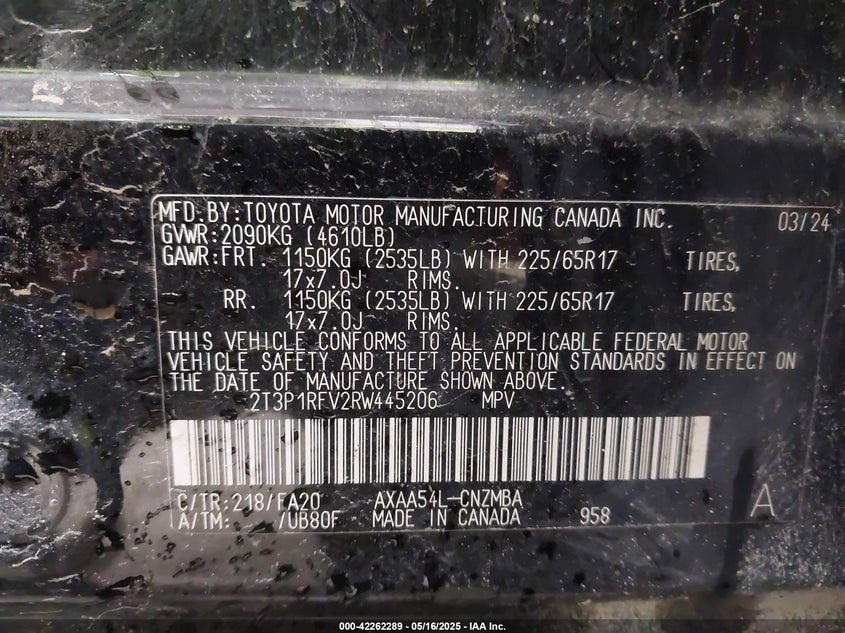 MFD.BY:TOYOTA MOTOR MANUFACTURING CANADA INC. 03/24
GVWR:2090KG (4610LB)
GAWR:FRT. 1150KG (2535LB) WITH 225/65R17 TIRES,
17x7.0J RIMS.
RR. 1150KG (2535LB) WITH 225/65R17 TIRES,
17x7.0J RIMS.
THIS VEHICLE CONFORMS TO ALL APPLICABLE FEDERAL MOTOR
VEHICLE SAFETY AND THEFT PREVENTION STANDARDS IN EFFECT ON
THE DATE OF MANUFACTURE SHOWN ABOVE.
2T3P1RFV2RW445206 MPV
C/TR:218/EA20 AXAA54L-CNZMBA A
A/TM: /UB80F MADE IN CANADA 958
000-42262289 - 05/16/2025 - IAA Inc.